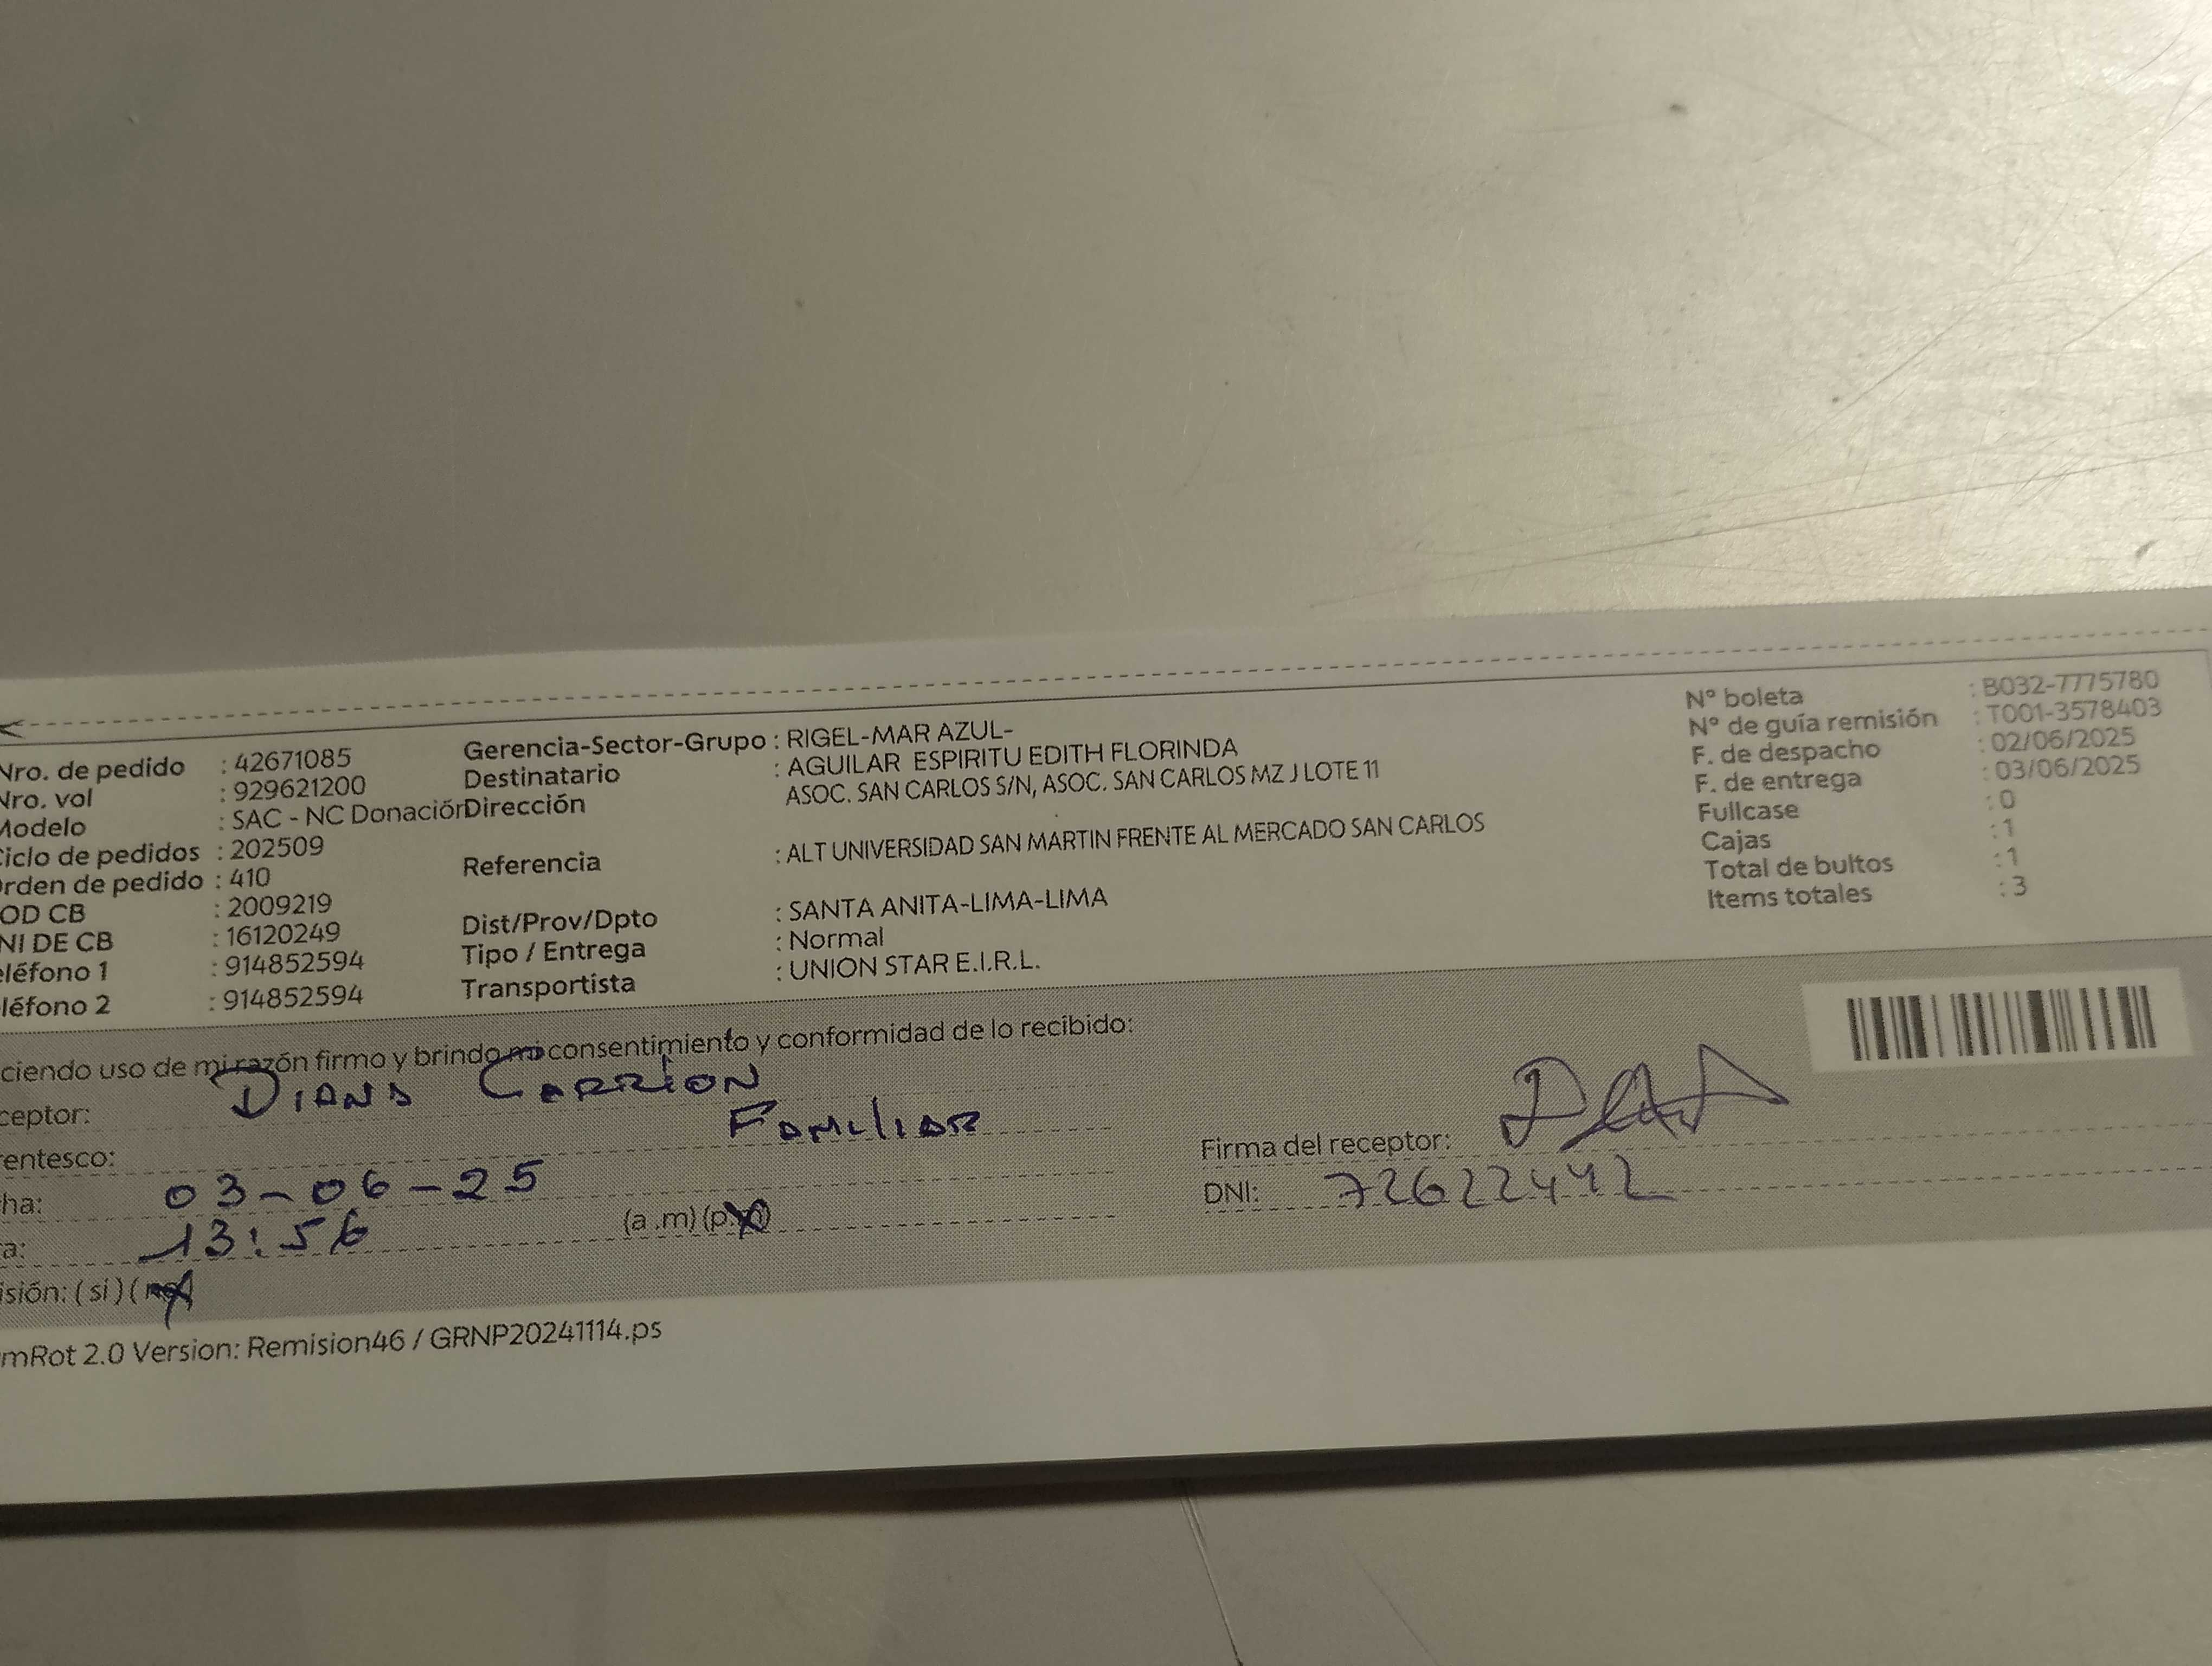 Nro. de pedido : 42671085
Nro. vol : 929621200
Modelo : SAC - NC Donación
Ciclo de pedidos : 202509
rden de pedido : 410
OD CB : 2009219
NI DE CB : 16120249
eléfono 1 : 914852594
léfono 2 : 914852594
Gerencia-Sector-Grupo : RIGEL-MAR AZUL-
Destinatario : AGUILAR ESPIRITU EDITH FLORINDA
Dirección ASOC. SAN CARLOS S/N, ASOC. SAN CARLOS MZ J LOTE 11
Referencia : ALT UNIVERSIDAD SAN MARTIN FRENTE AL MERCADO SAN CARLOS
Dist/Prov/Dpto : SANTA ANITA-LIMA-LIMA
Tipo / Entrega : Normal
Transportista : UNION STAR E.I.R.L.
N° boleta : B032-7775780
N° de guía remisión : T001-3578403
F. de despacho : 02/06/2025
F. de entrega : 03/06/2025
Fullcase : 0
Cajas : 1
Total de bultos : 1
Items totales : 3
ciendo uso de mi razón firmo y brindo mi consentimiento y conformidad de lo recibido:
ceptor: DIANA CARRION
rentesco: FAMILIAR
ha: 03-06-25
a: 13:56 (a .m) (p.m)
isión: ( si ) ( no )
Firma del receptor:
DNI: 72622442
mRot 2.0 Version: Remision46 / GRNP20241114.ps